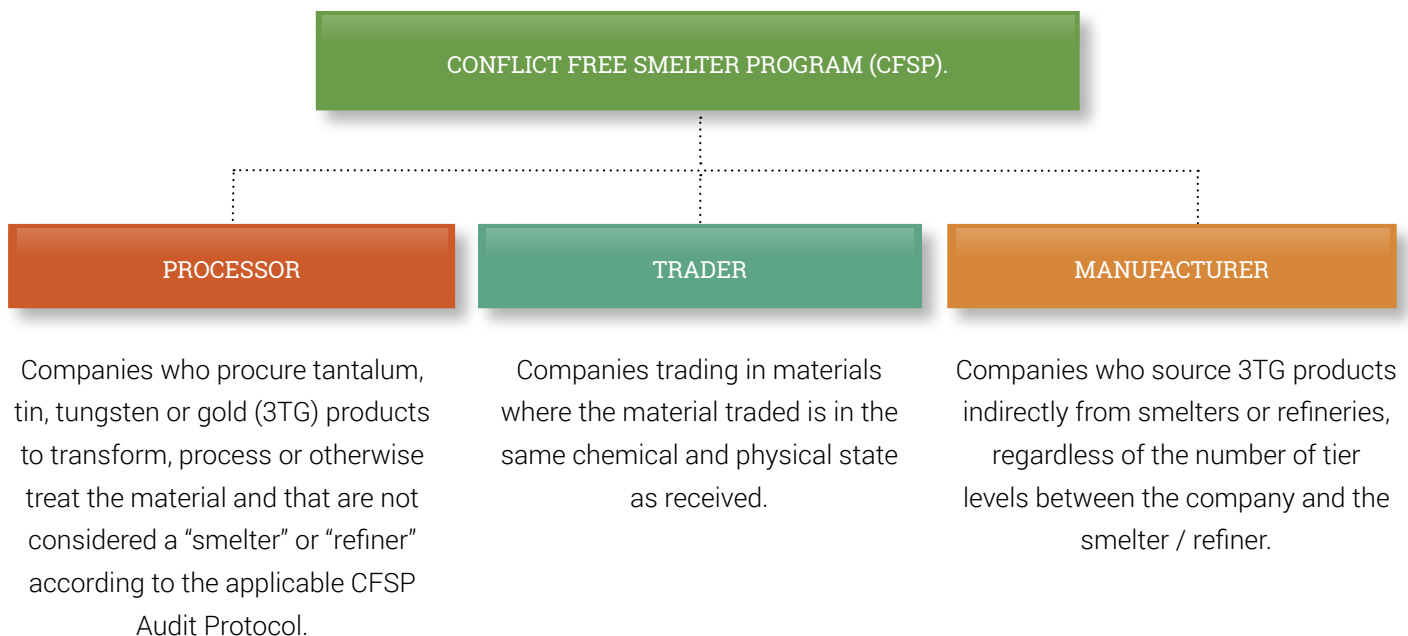 CONFLICT FREE SMELTER PROGRAM (CFSP).
PROCESSOR
Companies who procure tantalum,
tin, tungsten or gold (3TG) products
to transform, process or otherwise
treat the material and that are not
considered a “smelter” or “refiner”
according to the applicable CFSP
Audit Protocol.
TRADER
Companies trading in materials
where the material traded is in the
same chemical and physical state
as received.
MANUFACTURER
Companies who source 3TG products
indirectly from smelters or refineries,
regardless of the number of tier
levels between the company and the
smelter / refiner.